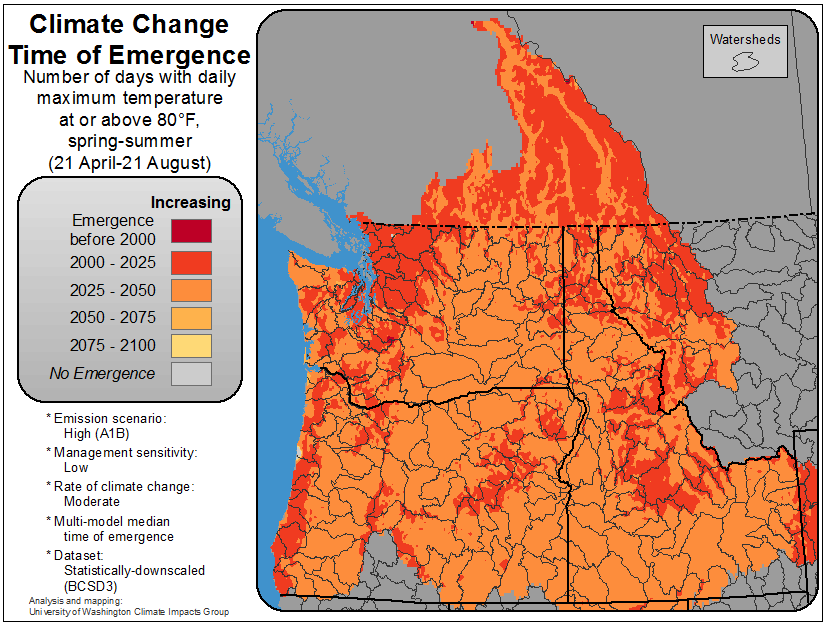 Climate Change
Time of Emergence
Number of days with daily
maximum temperature
at or above 80°F,
spring-summer
(21 April-21 August)
Increasing
Emergence
before 2000
2000 - 2025
2025 - 2050
2050 - 2075
2075 - 2100
No Emergence
* Emission scenario:
High (A1B)
* Management sensitivity:
Low
* Rate of climate change:
Moderate
* Multi-model median
time of emergence
* Dataset:
Statistically-downscaled
(BCSD3)
Analysis and mapping:
University of Washington Climate Impacts Group
Watersheds